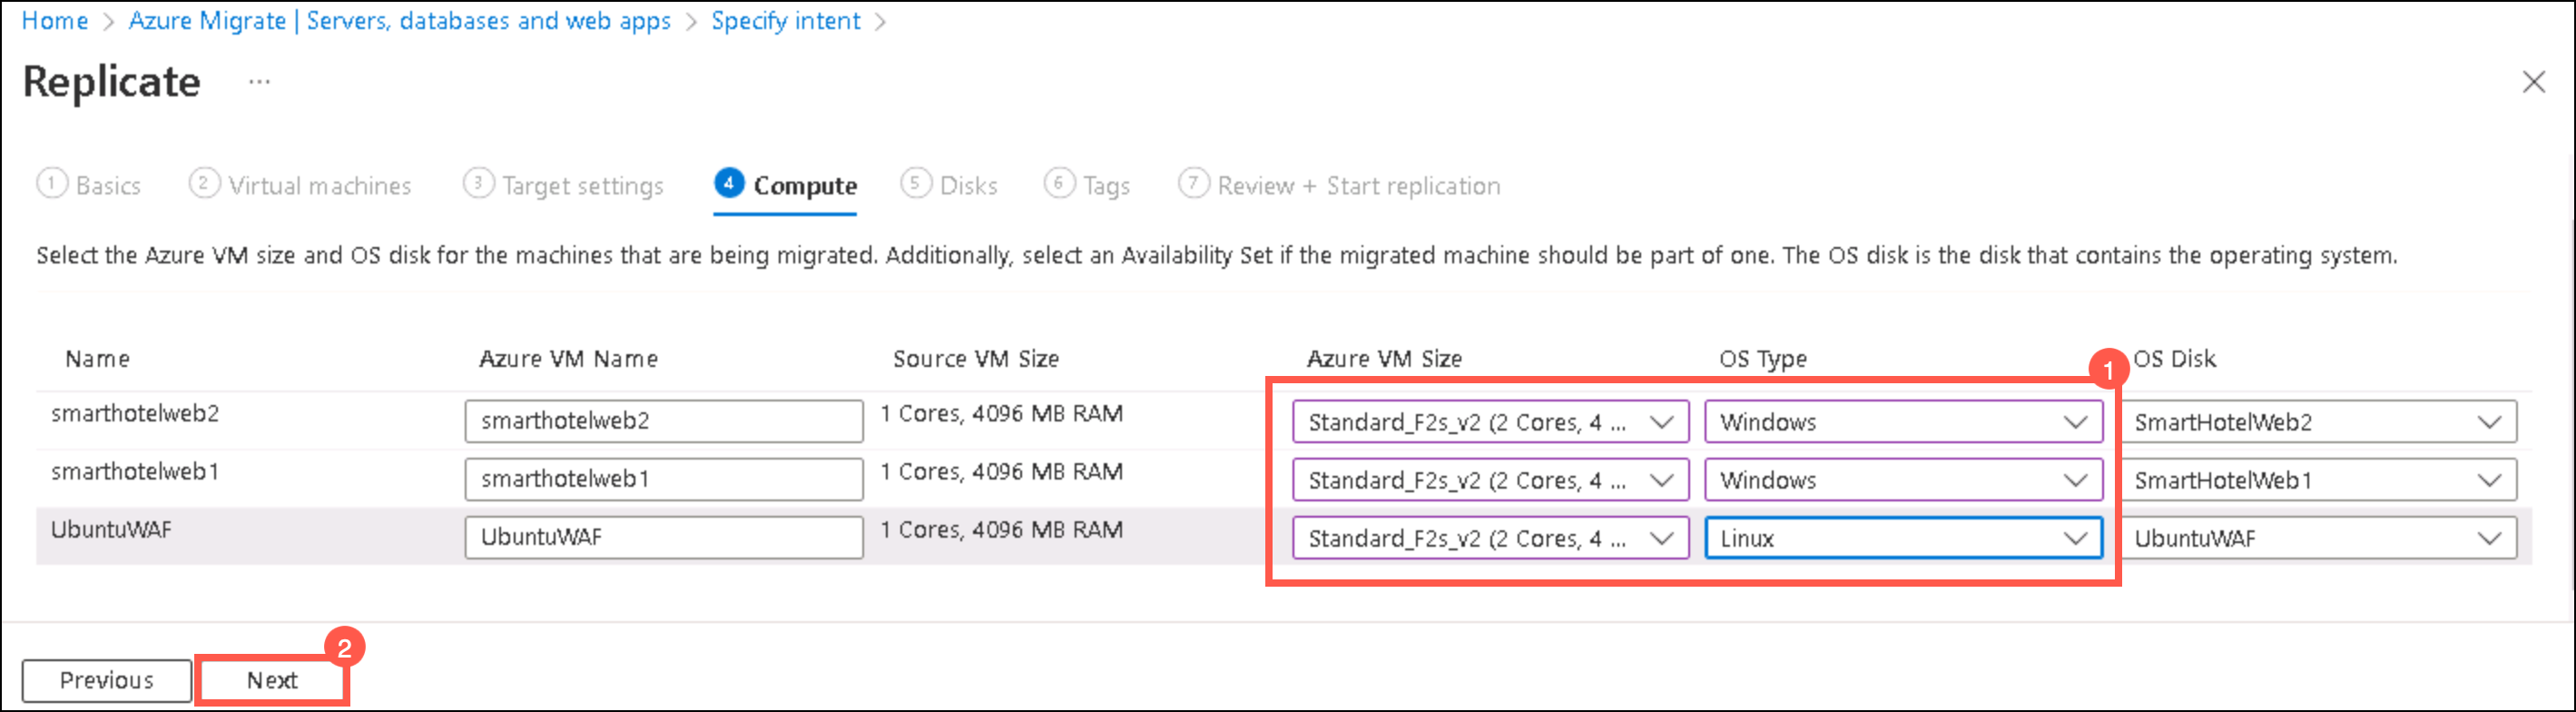 Home > Azure Migrate | Servers, databases and web apps > Specify intent >
Replicate ...
1 Basics 2 Virtual machines 3 Target settings 4 Compute 5 Disks 6 Tags 7 Review + Start replication
Select the Azure VM size and OS disk for the machines that are being migrated. Additionally, select an Availability Set if the migrated machine should be part of one. The OS disk is the disk that contains the operating system.
Name Azure VM Name Source VM Size Azure VM Size OS Type 1 OS Disk
smarthotelweb2 smarthotelweb2 1 Cores, 4096 MB RAM Standard_F2s_v2 (2 Cores, 4 ... Windows SmartHotelWeb2
smarthotelweb1 smarthotelweb1 1 Cores, 4096 MB RAM Standard_F2s_v2 (2 Cores, 4 ... Windows SmartHotelWeb1
UbuntuWAF UbuntuWAF 1 Cores, 4096 MB RAM Standard_F2s_v2 (2 Cores, 4 ... Linux UbuntuWAF
2
Previous Next